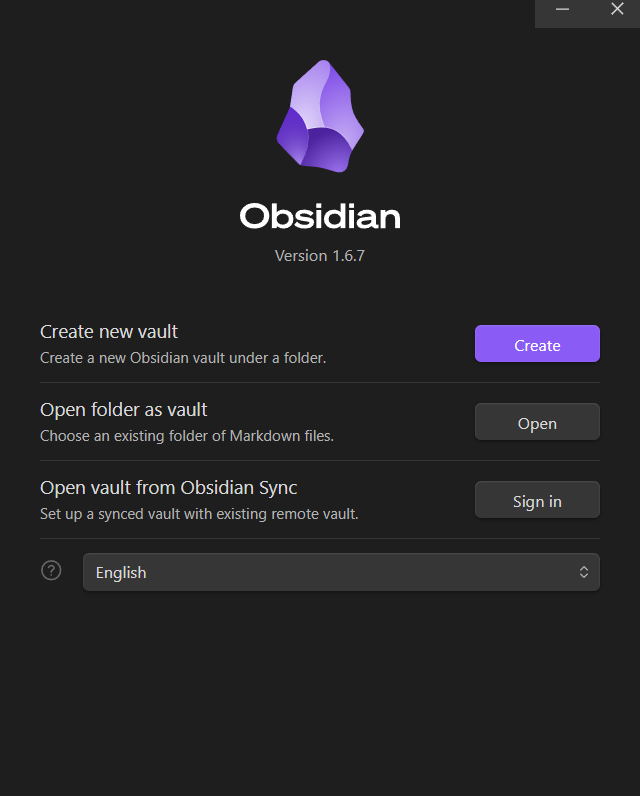 Obsidian
Version 1.6.7
Create new vault
Create a new Obsidian vault under a folder.
Create
Open folder as vault
Choose an existing folder of Markdown files.
Open
Open vault from Obsidian Sync
Set up a synced vault with existing remote vault.
Sign in
?
English